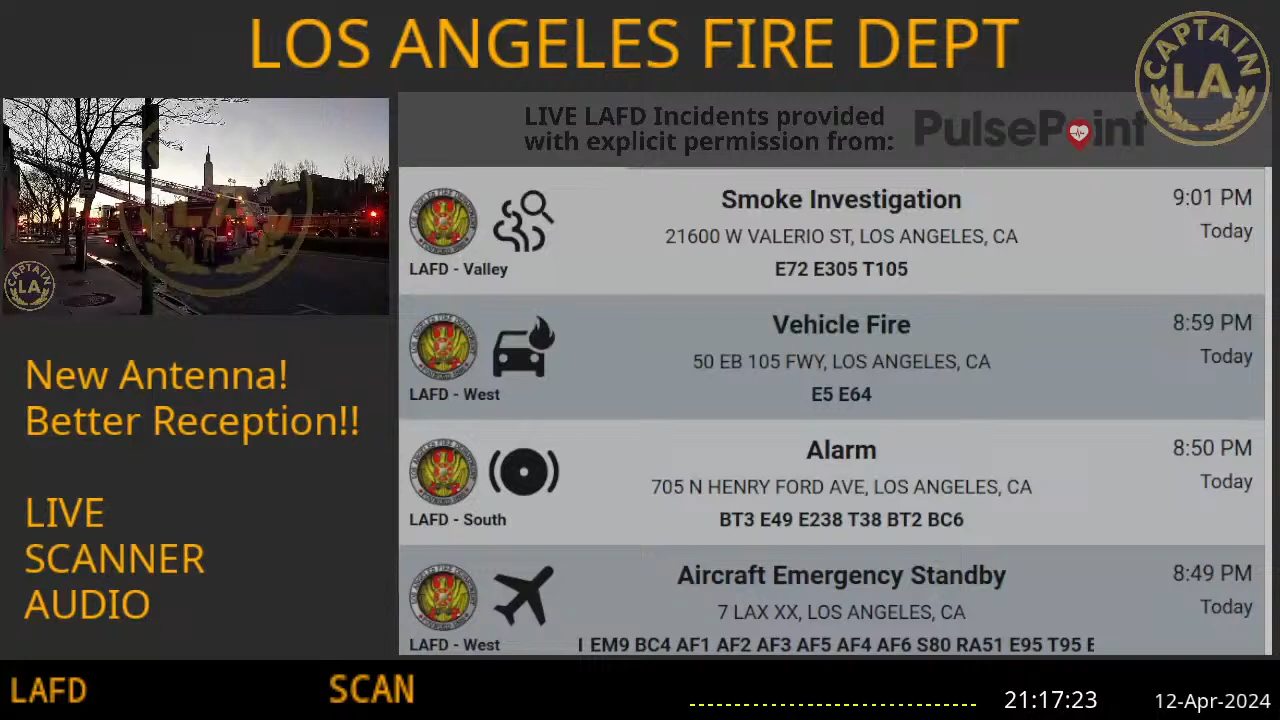 LOS ANGELES FIRE DEPT
CAPTAIN
LA
LIVE LAFD Incidents provided
with explicit permission from:
PulsePoint
Smoke Investigation
9:01 PM
21600 W VALERIO ST, LOS ANGELES, CA
Today
LAFD - Valley
E72 E305 T105
Vehicle Fire
8:59 PM
50 EB 105 FWY, LOS ANGELES, CA
Today
LAFD - West
E5 E64
Alarm
8:50 PM
705 N HENRY FORD AVE, LOS ANGELES, CA
Today
LAFD - South
BT3 E49 E238 T38 BT2 BC6
Aircraft Emergency Standby
8:49 PM
7 LAX XX, LOS ANGELES, CA
Today
LAFD - West
EM9 BC4 AF1 AF2 AF3 AF5 AF4 AF6 S80 RA51 E95 T95
LA
CAPTAIN
LA
New Antenna!
Better Reception!!
LIVE
SCANNER
AUDIO
LAFD
SCAN
21:17:23
12-Apr-2024